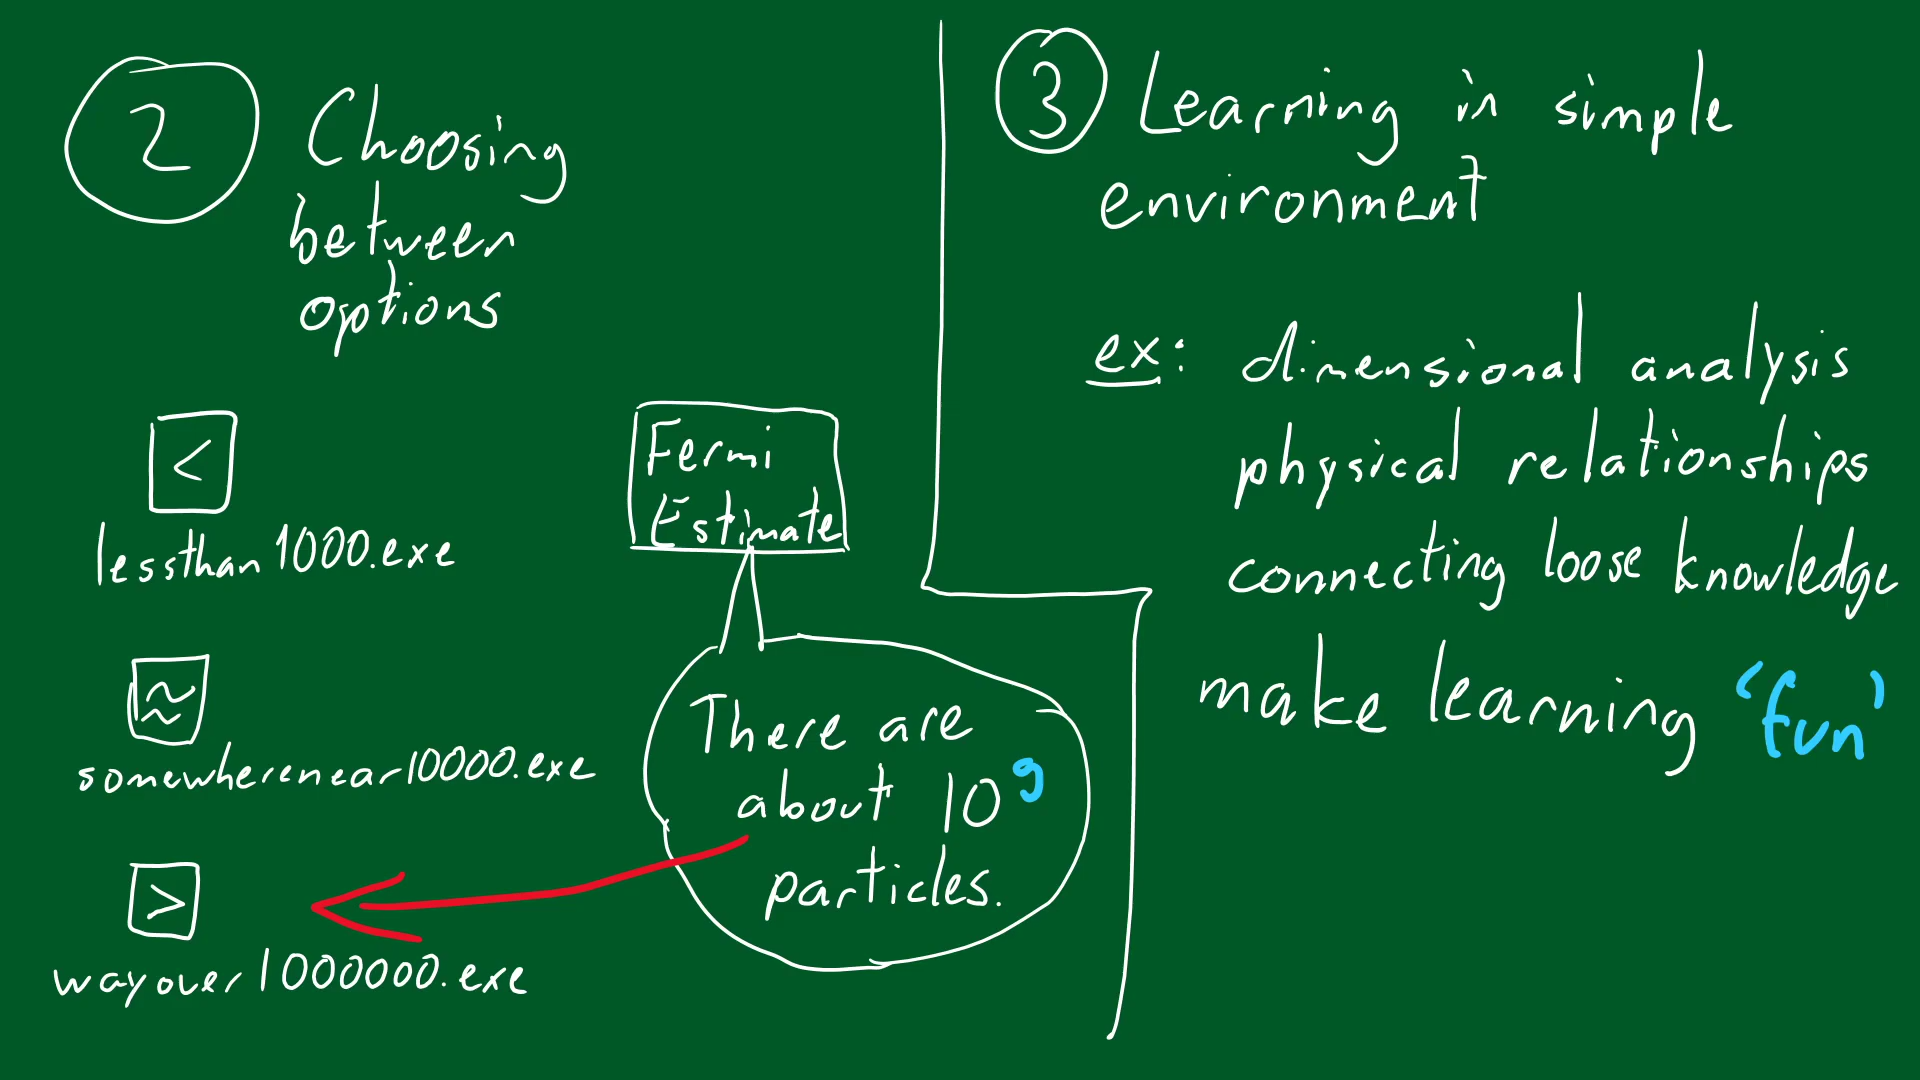 2 Choosing
between
options
<
lessthan1000.exe
≈
somewherenear10000.exe
>
wayover1000000.exe
Fermi
Estimate
There are
about 10⁹
particles.
3 Learning in simple
environment
ex: dimensional analysis
physical relationships
connecting loose knowledge
make learning 'fun'